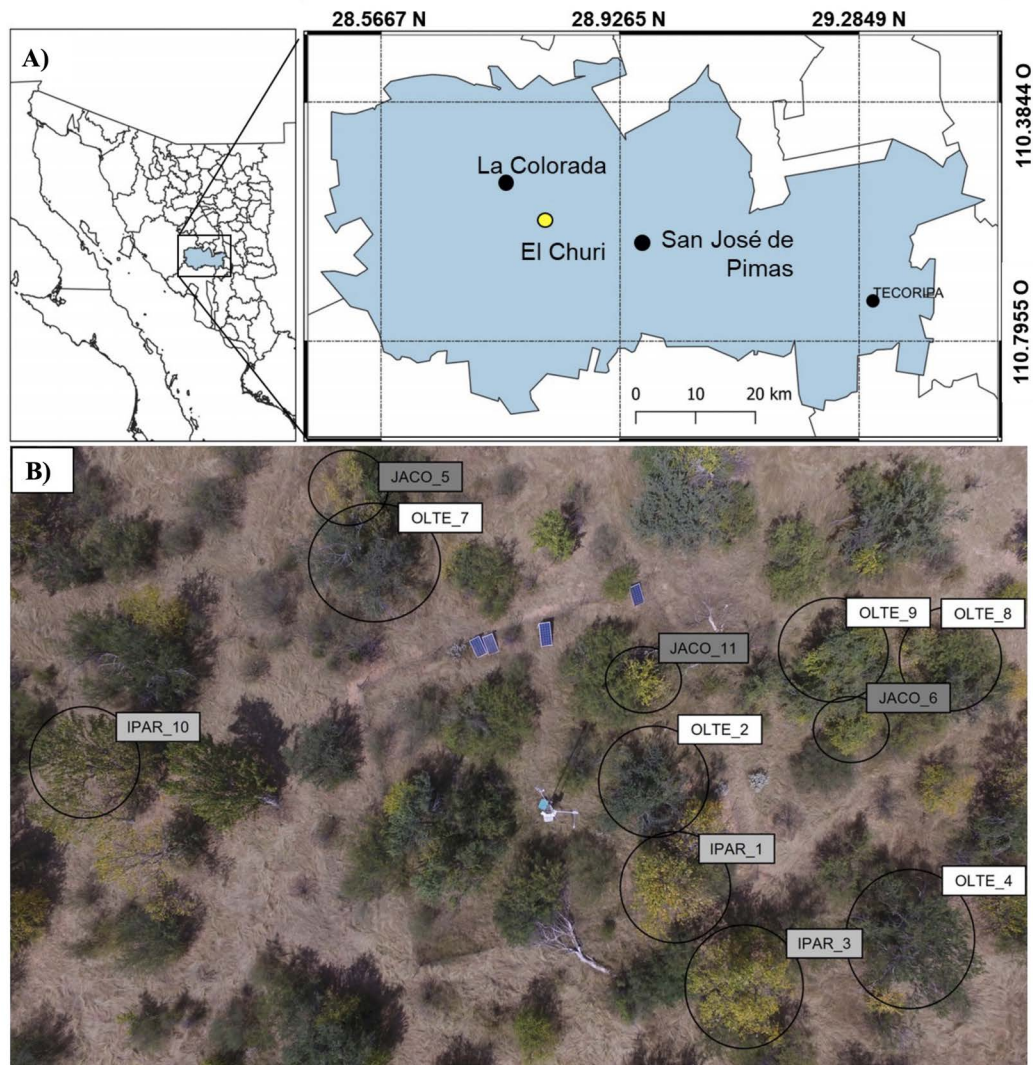 28.5667 N
28.9265 N
29.2849 N
A)
110.3844 O
La Colorada
El Churi
San José de
Pimas
TECORIPA
110.7955 O
0
10
20 km
B)
JACO_5
OLTE_7
OLTE_9
OLTE_8
JACO_11
JACO_6
IPAR_10
OLTE_2
IPAR_1
OLTE_4
IPAR_3